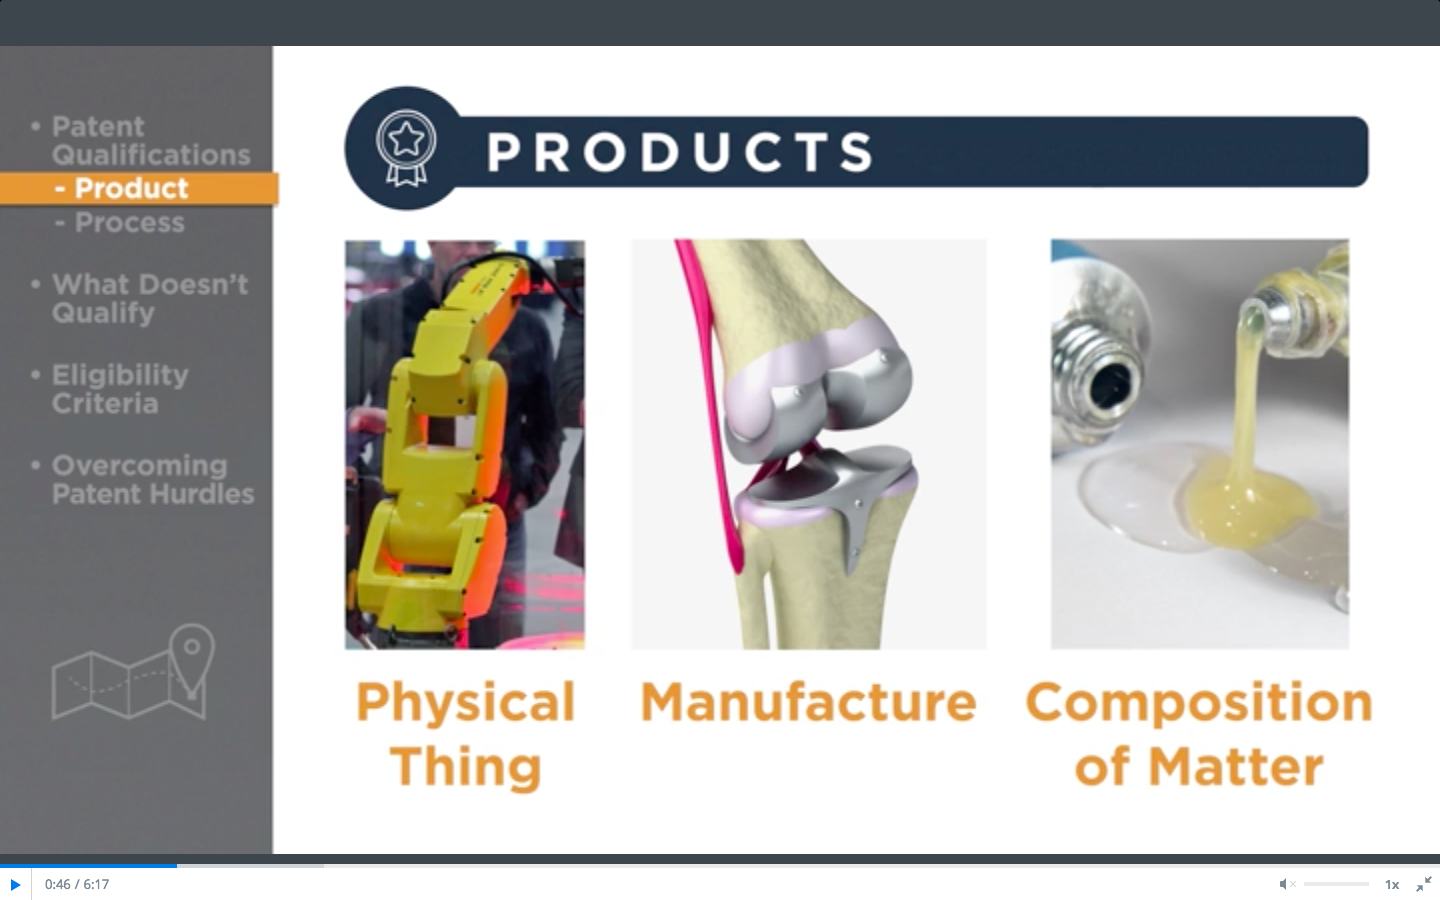 • Patent
Qualifications
- Product
- Process
• What Doesn't
Qualify
• Eligibility
Criteria
• Overcoming
Patent Hurdles
PRODUCTS
Physical
Thing
Manufacture
Composition
of Matter
0:46 / 6:17
1x